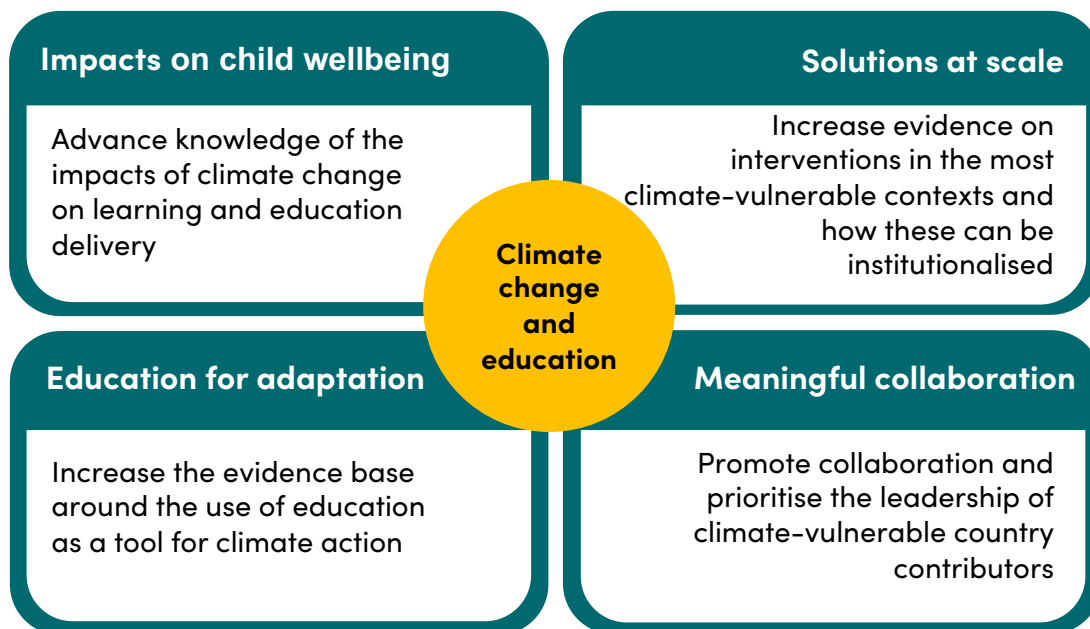 Impacts on child wellbeing
Advance knowledge of the
impacts of climate change
on learning and education
delivery
Solutions at scale
Increase evidence on
interventions in the most
climate-vulnerable contexts and
how these can be
institutionalised
Climate
change
and
education
Education for adaptation
Increase the evidence base
around the use of education
as a tool for climate action
Meaningful collaboration
Promote collaboration and
prioritise the leadership of
climate-vulnerable country
contributors